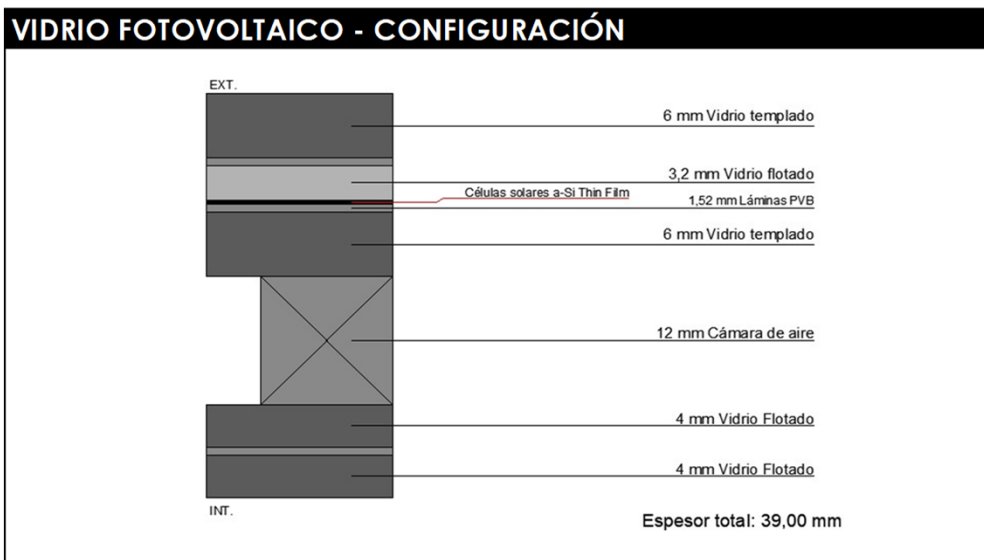 VIDRIO FOTOVOLTAICO - CONFIGURACIÓN
EXT.
6 mm Vidrio templado
3,2 mm Vidrio flotado
Células solares a-Si Thin Film
1,52 mm Láminas PVB
6 mm Vidrio templado
12 mm Cámara de aire
4 mm Vidrio Flotado
4 mm Vidrio Flotado
INT.
Espesor total: 39,00 mm